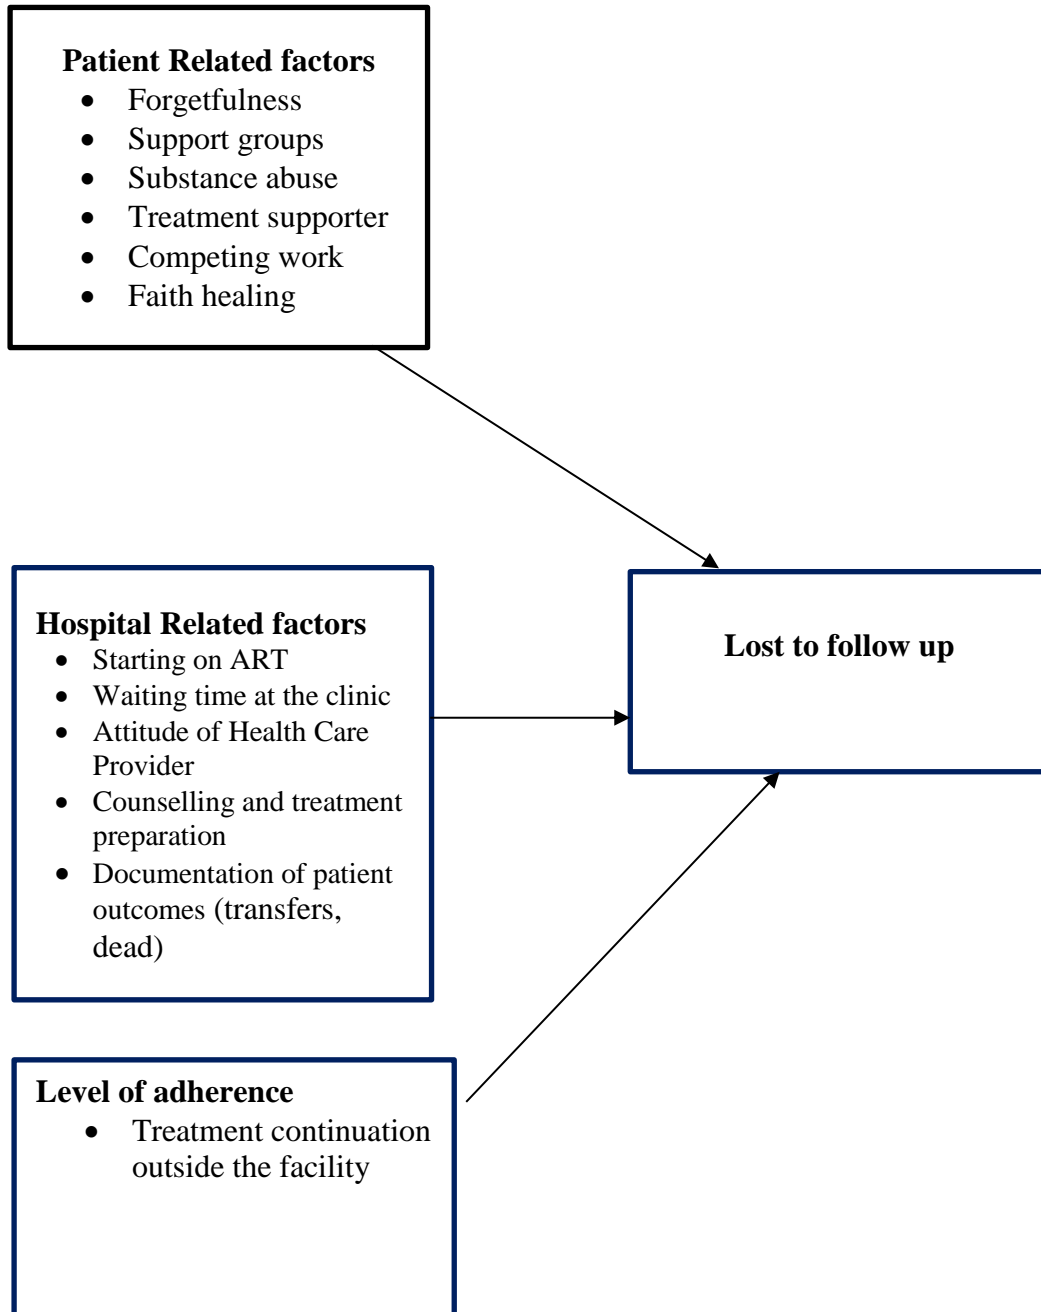 Patient Related factors
• Forgetfulness
• Support groups
• Substance abuse
• Treatment supporter
• Competing work
• Faith healing
Hospital Related factors
• Starting on ART
• Waiting time at the clinic
• Attitude of Health Care
Provider
• Counselling and treatment
preparation
• Documentation of patient
outcomes (transfers,
dead)
Lost to follow up
Level of adherence
• Treatment continuation
outside the facility